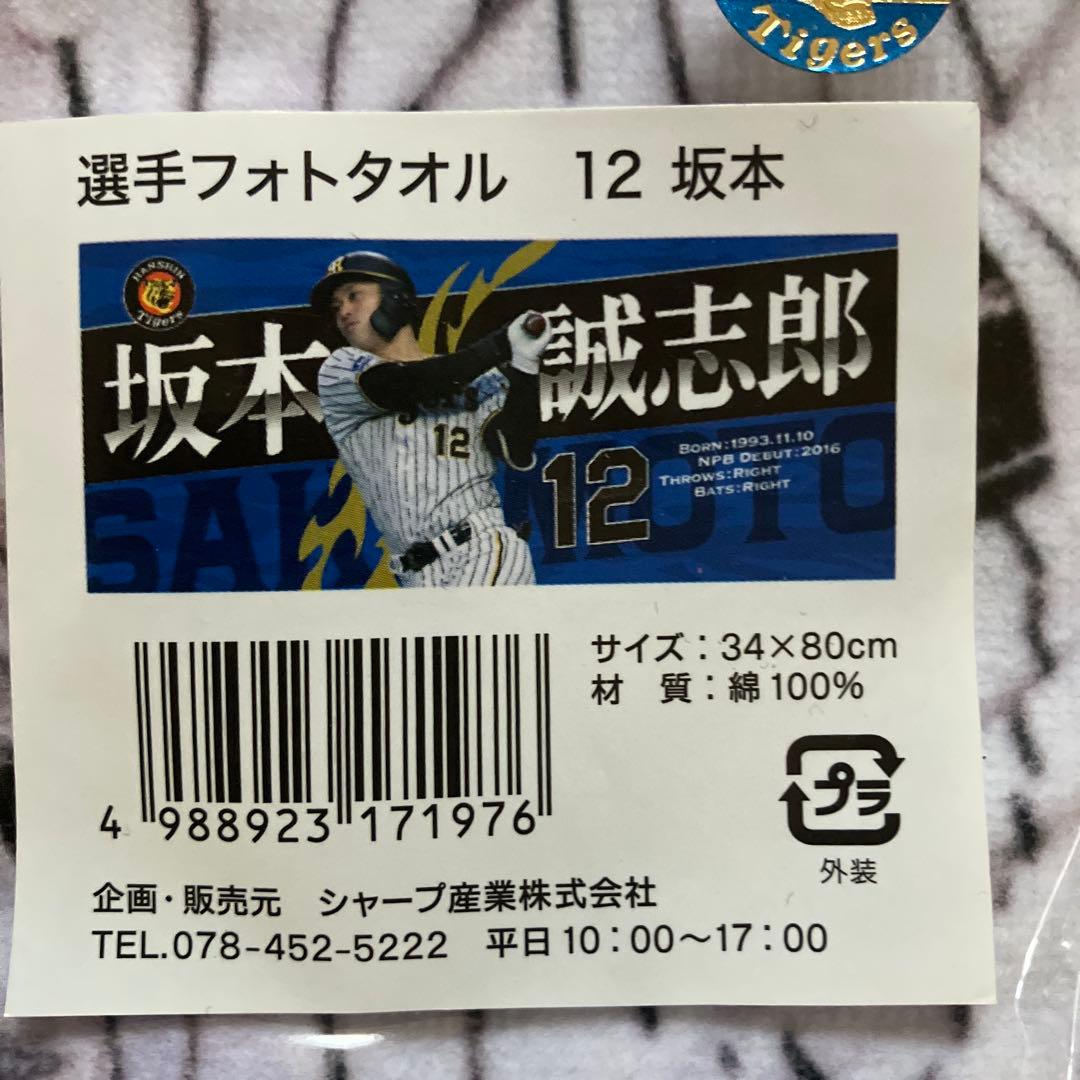 Tigers
選手フォトタオル 12 坂本
HANSHIN
Tigers
坂本 誠志郎
12
12
BORN:1993.11.10
NPB DEBUT:2016
THROWS:RIGHT
BATS:RIGHT
SAKAMOTO
サイズ：34×80cm
材 質：綿100%
4 988923 171976
プラ
外装
企画・販売元 シャープ産業株式会社
TEL.078-452-5222 平日10：00〜17：00